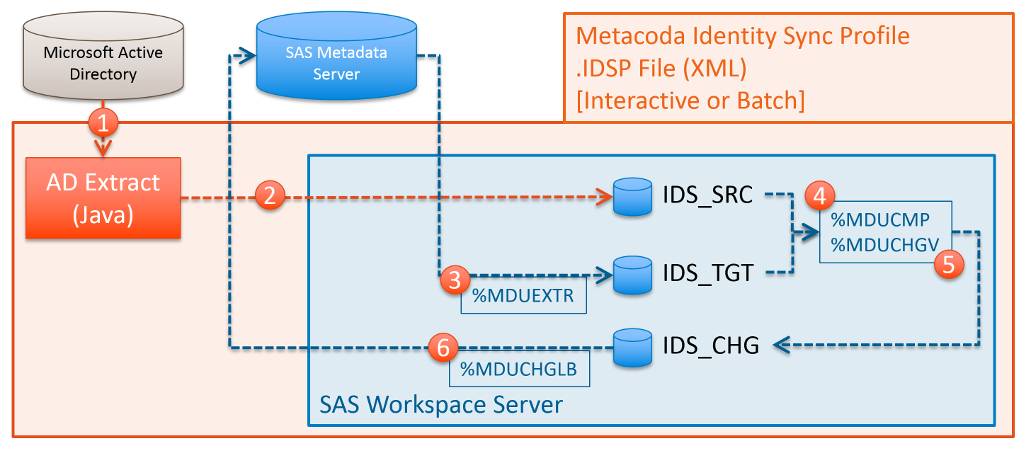 Microsoft Active
Directory
SAS Metadata
Server
Metacoda Identity Sync Profile
.IDSP File (XML)
[Interactive or Batch]
1
AD Extract
(Java)
2
IDS_SRC
4
%MDUCMP
%MDUCHGV
5
3
%MDUEXTR
IDS_TGT
6
%MDUCHGLB
IDS_CHG
SAS Workspace Server